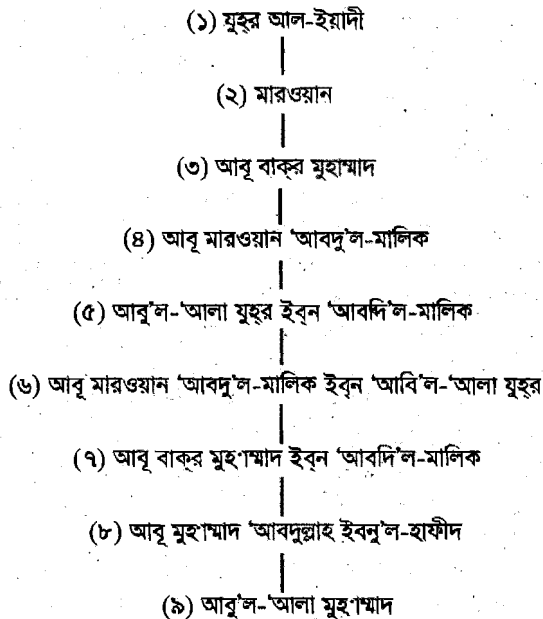 (১) যুহ্‌র আল-ইয়াদী
(২) মারওয়ান
(৩) আবূ বাক্‌র মুহাম্মাদ
(৪) আবূ মারওয়ান 'আবদু'ল-মালিক
(৫) আবু'ল-'আলা যুহ্‌র ইব্‌ন 'আবদি'ল-মালিক
(৬) আবূ মারওয়ান 'আবদু'ল-মালিক ইব্‌ন 'আবি'ল-'আলা যুহ্‌র
(৭) আবূ বাক্‌র মুহ'াম্মাদ ইব্‌ন 'আবদি'ল-মালিক
(৮) আবূ মুহ'াম্মাদ 'আবদুল্লাহ ইবনু'ল-হাফীদ
(৯) আবু'ল-'আলা মুহ'াম্মাদ